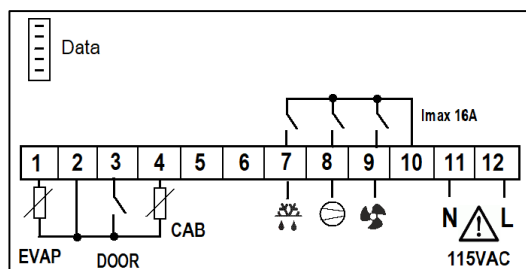 Data
Imax 16A
1 2 3 4 5 6 7 8 9 10 11 12
EVAP
DOOR
CAB
N
L
115VAC